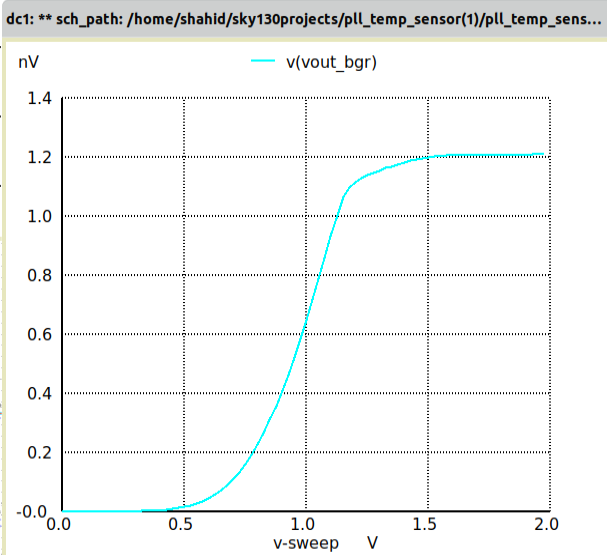 dc1: ** sch_path: /home/shahid/sky130projects/pll_temp_sensor(1)/pll_temp_sens...
nV
v(vout_bgr)
1.4
1.2
1.0
0.8
0.6
0.4
0.2
-0.0
0.0 0.5 1.0 1.5 2.0
v-sweep V